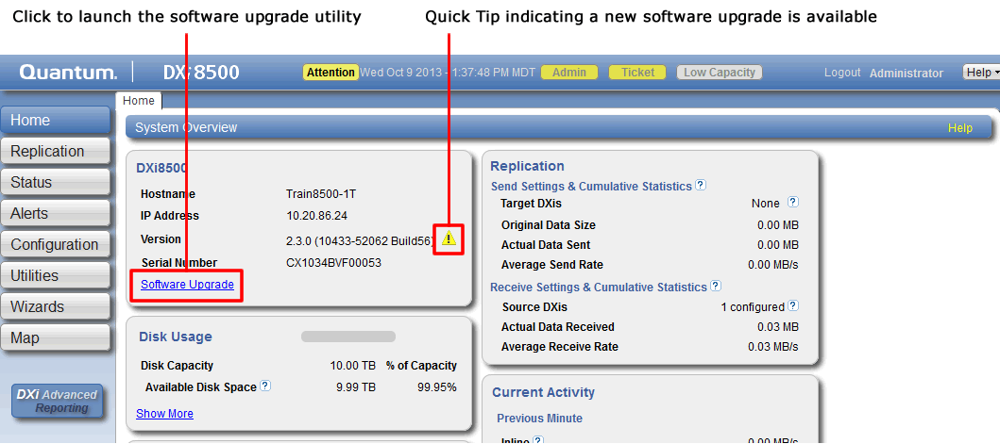 Click to launch the software upgrade utility
Quick Tip indicating a new software upgrade is available
Quantum. DXi8500 Attention Wed Oct 9 2013 - 1:37:48 PM MDT Admin Ticket Low Capacity Logout Administrator Help
Home
System Overview Help
Home
Replication
Status
Alerts
Configuration
Utilities
Wizards
Map
DXi Advanced
Reporting
DXi8500
Hostname Train8500-1T
IP Address 10.20.86.24
Version 2.3.0 (10433-52062 Build56)
Serial Number CX1034BVF00053
Software Upgrade
Disk Usage
Disk Capacity 10.00 TB % of Capacity
Available Disk Space ? 9.99 TB 99.95%
Show More
Replication
Send Settings & Cumulative Statistics ?
Target DXis None ?
Original Data Size 0.00 MB
Actual Data Sent 0.00 MB
Average Send Rate 0.00 MB/s
Receive Settings & Cumulative Statistics ?
Source DXis 1 configured ?
Actual Data Received 0.03 MB
Average Receive Rate 0.03 MB/s
Current Activity
Previous Minute
Inline ? 0.00 MB/s